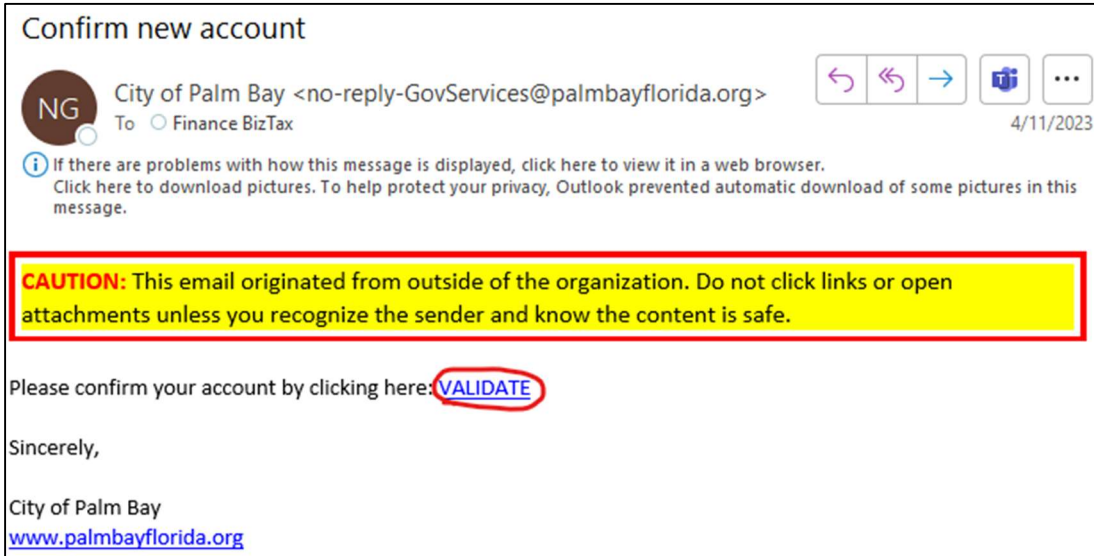 Confirm new account
NG
City of Palm Bay <no-reply-GovServices@palmbayflorida.org>
To Finance BizTax
4/11/2023
If there are problems with how this message is displayed, click here to view it in a web browser.
Click here to download pictures. To help protect your privacy, Outlook prevented automatic download of some pictures in this
message.
CAUTION: This email originated from outside of the organization. Do not click links or open
attachments unless you recognize the sender and know the content is safe.
Please confirm your account by clicking here: VALIDATE
Sincerely,
City of Palm Bay
www.palmbayflorida.org